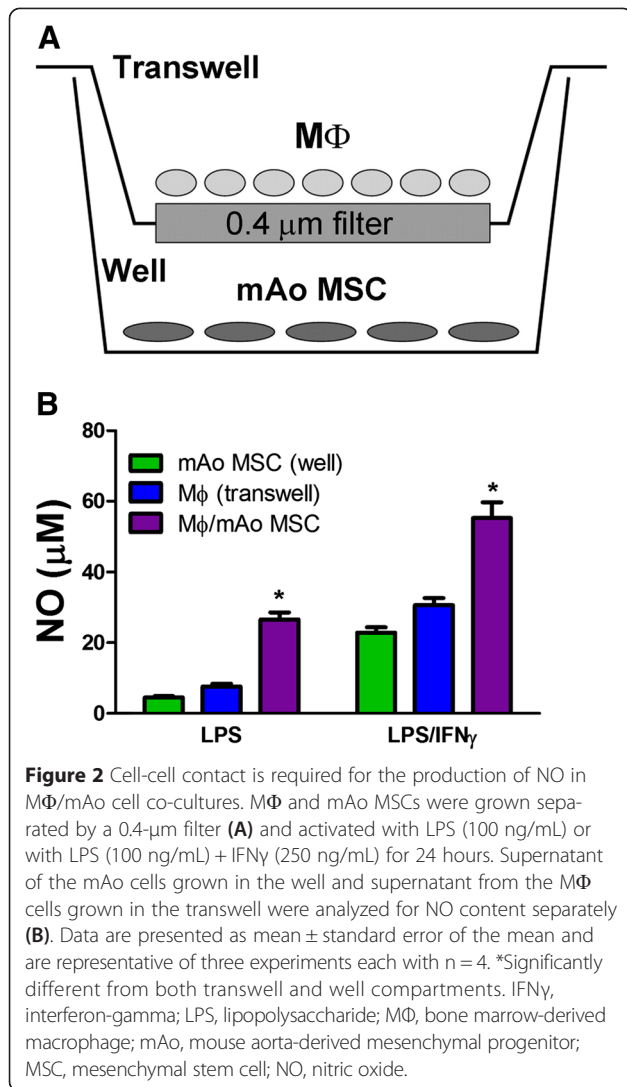 A
Transwell
MΦ
0.4 μm filter
Well
mAo MSC
B
80
60
40
20
0
NO (μM)
mAo MSC (well)
Mϕ (transwell)
Mϕ/mAo MSC
*
*
LPS
LPS/IFNγ
Figure 2 Cell-cell contact is required for the production of NO in
MΦ/mAo cell co-cultures. MΦ and mAo MSCs were grown sepa-
rated by a 0.4-μm filter (A) and activated with LPS (100 ng/mL) or
with LPS (100 ng/mL) + IFNγ (250 ng/mL) for 24 hours. Supernatant
of the mAo cells grown in the well and supernatant from the MΦ
cells grown in the transwell were analyzed for NO content separately
(B). Data are presented as mean ± standard error of the mean and
are representative of three experiments each with n = 4. *Significantly
different from both transwell and well compartments. IFNγ,
interferon-gamma; LPS, lipopolysaccharide; MΦ, bone marrow-derived
macrophage; mAo, mouse aorta-derived mesenchymal progenitor;
MSC, mesenchymal stem cell; NO, nitric oxide.